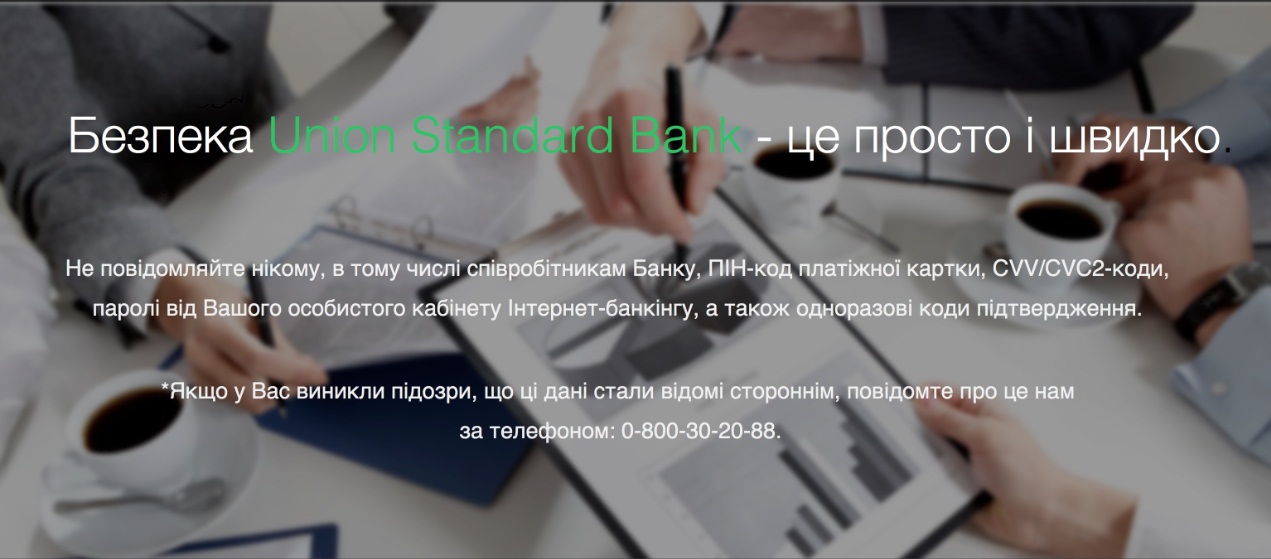 Безпека Union Standard Bank - це просто і швидко.
Не повідомляйте нікому, в тому числі співробітникам Банку, ПІН-код платіжної картки, CVV/CVC2-коди,
паролі від Вашого особистого кабінету Інтернет-банкінгу, а також одноразові коди підтвердження.
*Якщо у Вас виникли підозри, що ці дані стали відомі стороннім, повідомте про це нам
за телефоном: 0-800-30-20-88.